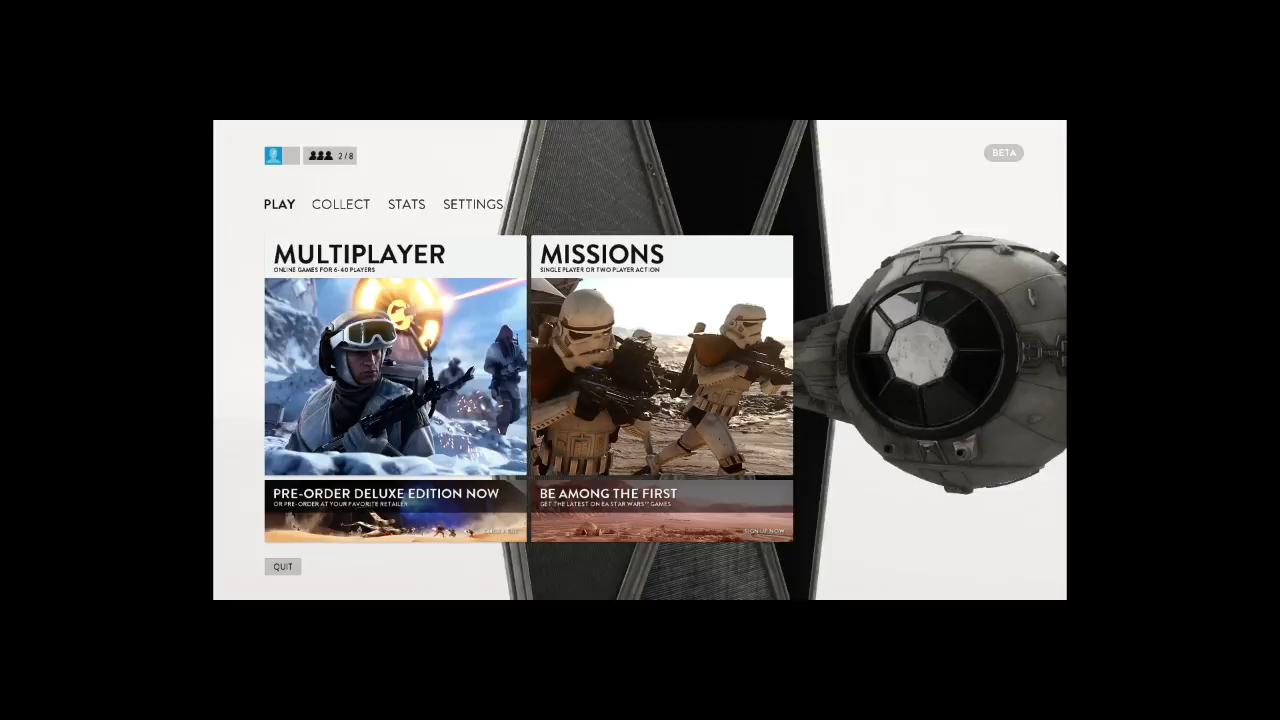 2/8
BETA
PLAY COLLECT STATS SETTINGS
MULTIPLAYER
ONLINE GAMES FOR 6-40 PLAYERS
MISSIONS
SINGLE PLAYER OR TWO PLAYER ACTION
PRE-ORDER DELUXE EDITION NOW
OR PRE-ORDER AT YOUR FAVORITE RETAILER
BE AMONG THE FIRST
GET THE LATEST ON EA STAR WARS™ GAMES
SIGN UP NOW
QUIT